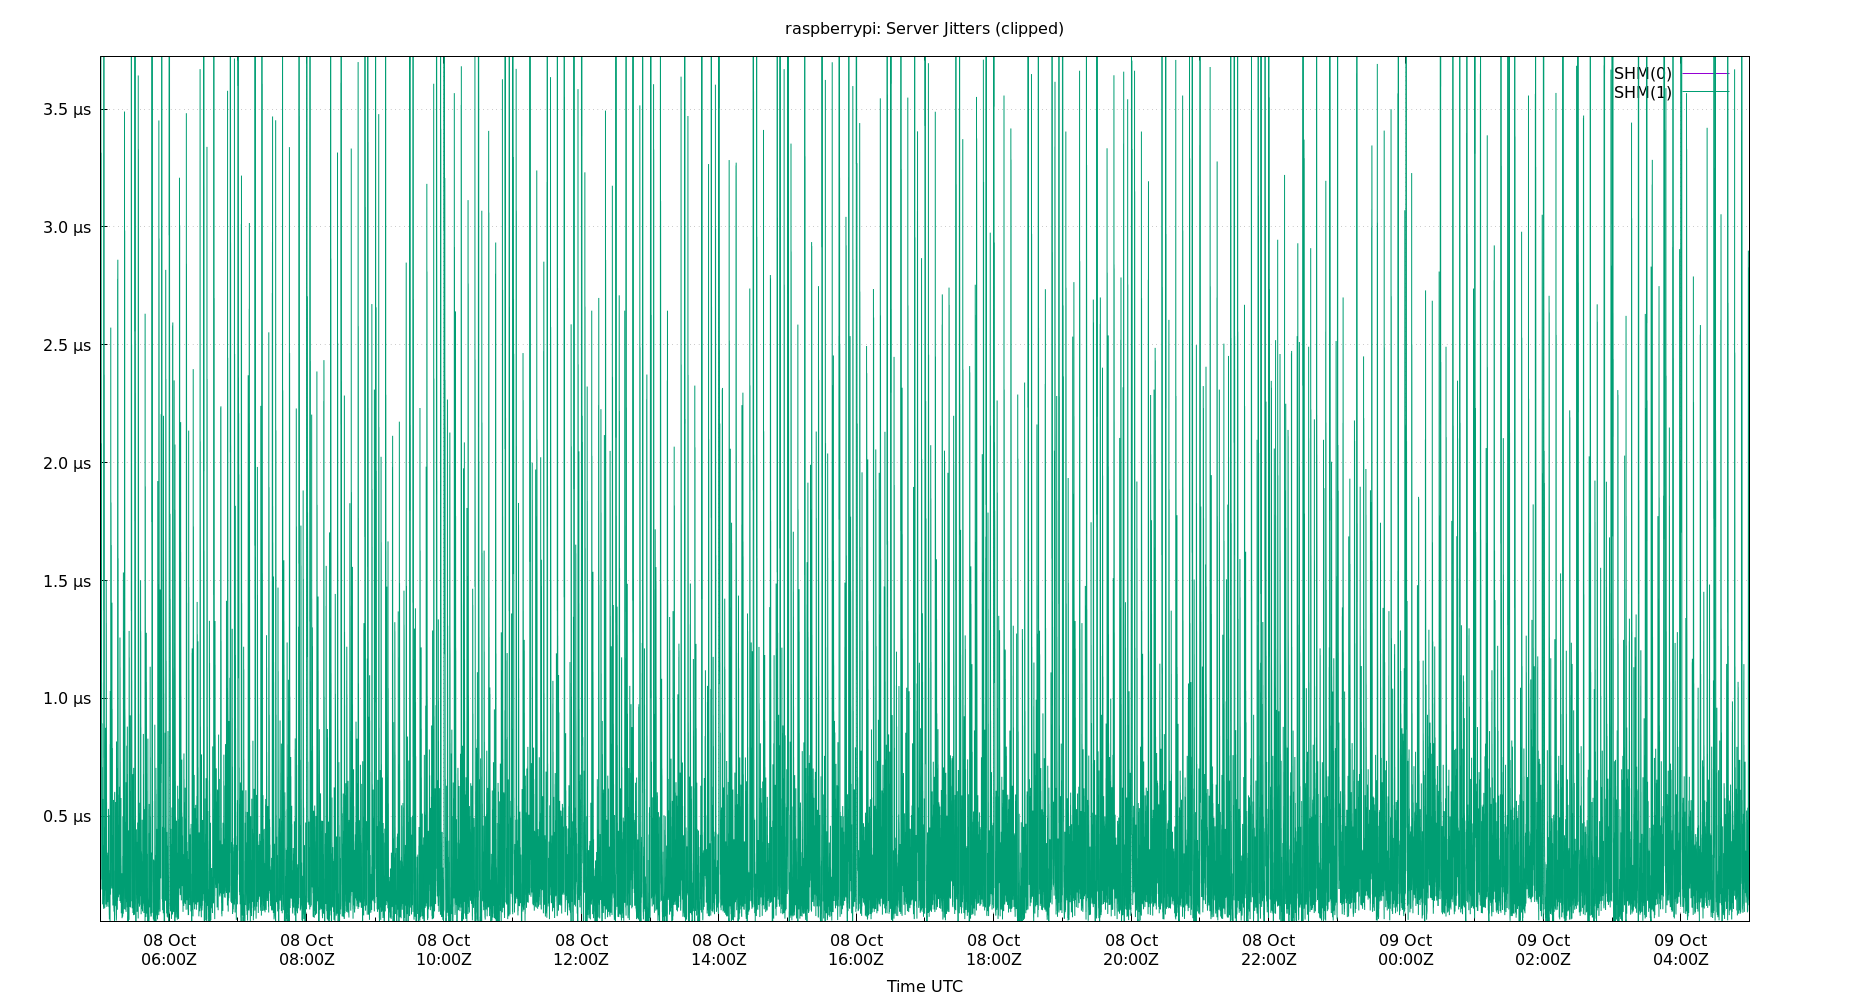 raspberrypi: Server Jitters (clipped)
SHM(0)
SHM(1)
3.5 µs
3.0 µs
2.5 µs
2.0 µs
1.5 µs
1.0 µs
0.5 µs
08 Oct 08 Oct 08 Oct 08 Oct 08 Oct 08 Oct 08 Oct 08 Oct 08 Oct 09 Oct 09 Oct 09 Oct
06:00Z 08:00Z 10:00Z 12:00Z 14:00Z 16:00Z 18:00Z 20:00Z 22:00Z 00:00Z 02:00Z 04:00Z
Time UTC